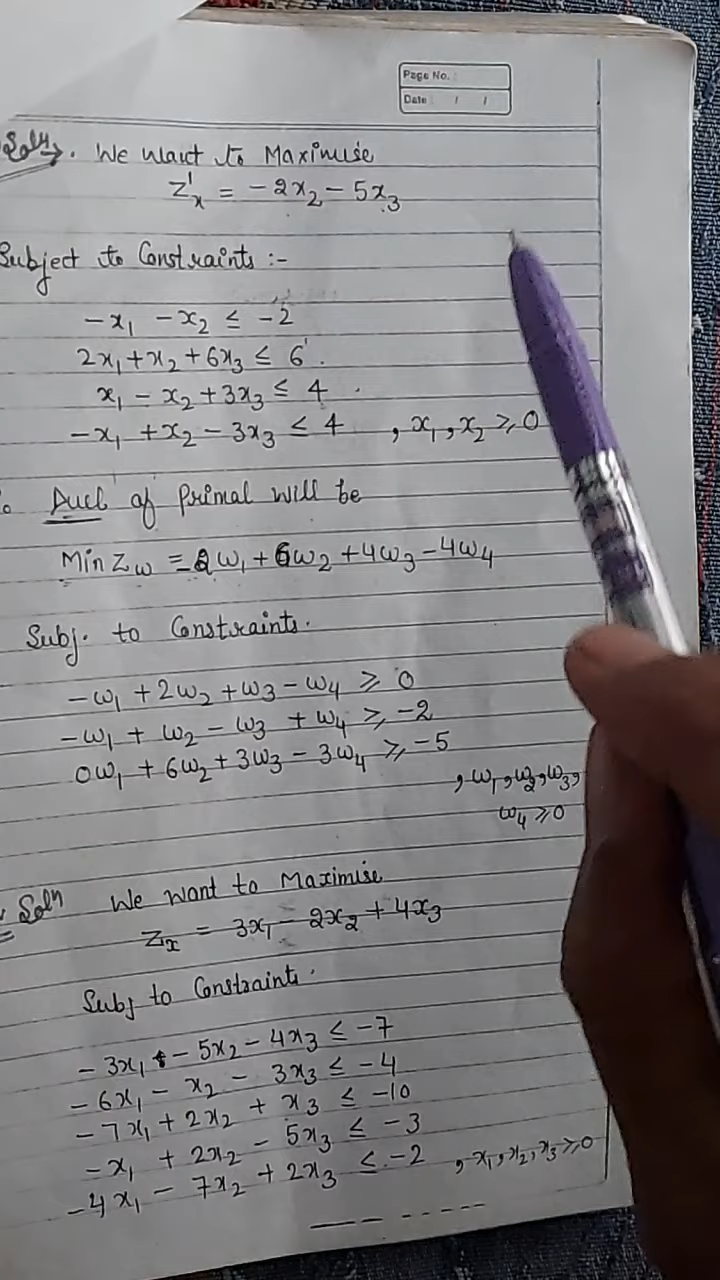 Page No. :
Date / /
Solⁿ → . We Want to Maximise
Z'ₓ = -2x₂ - 5x₃
Subject to Constraints :-
-x₁ - x₂ ≤ -2
2x₁ + x₂ + 6x₃ ≤ 6 .
x₁ - x₂ + 3x₃ ≤ 4 .
-x₁ + x₂ - 3x₃ ≤ 4 , x₁, x₂ ≥ 0
Dual of primal will be
Min Z_w = 2w₁ + 6w₂ + 4w₃ - 4w₄
Subj. to Constraints.
-w₁ + 2w₂ + w₃ - w₄ ≥ 0
-w₁ + w₂ - w₃ + w₄ ≥ -2
0w₁ + 6w₂ + 3w₃ - 3w₄ ≥ -5
, w₁, w₂, w₃,
w₄ ≥ 0
Solⁿ We Want to Maximise
Zₓ = 3x₁ - 2x₂ + 4x₃
Subj to Constraints.
-3x₁ - 5x₂ - 4x₃ ≤ -7
-6x₁ - x₂ - 3x₃ ≤ -4
-7x₁ + 2x₂ + x₃ ≤ -10
-x₁ + 2x₂ - 5x₃ ≤ -3
-4x₁ - 7x₂ + 2x₃ ≤ -2 , x₁, x₂, x₃ ≥ 0